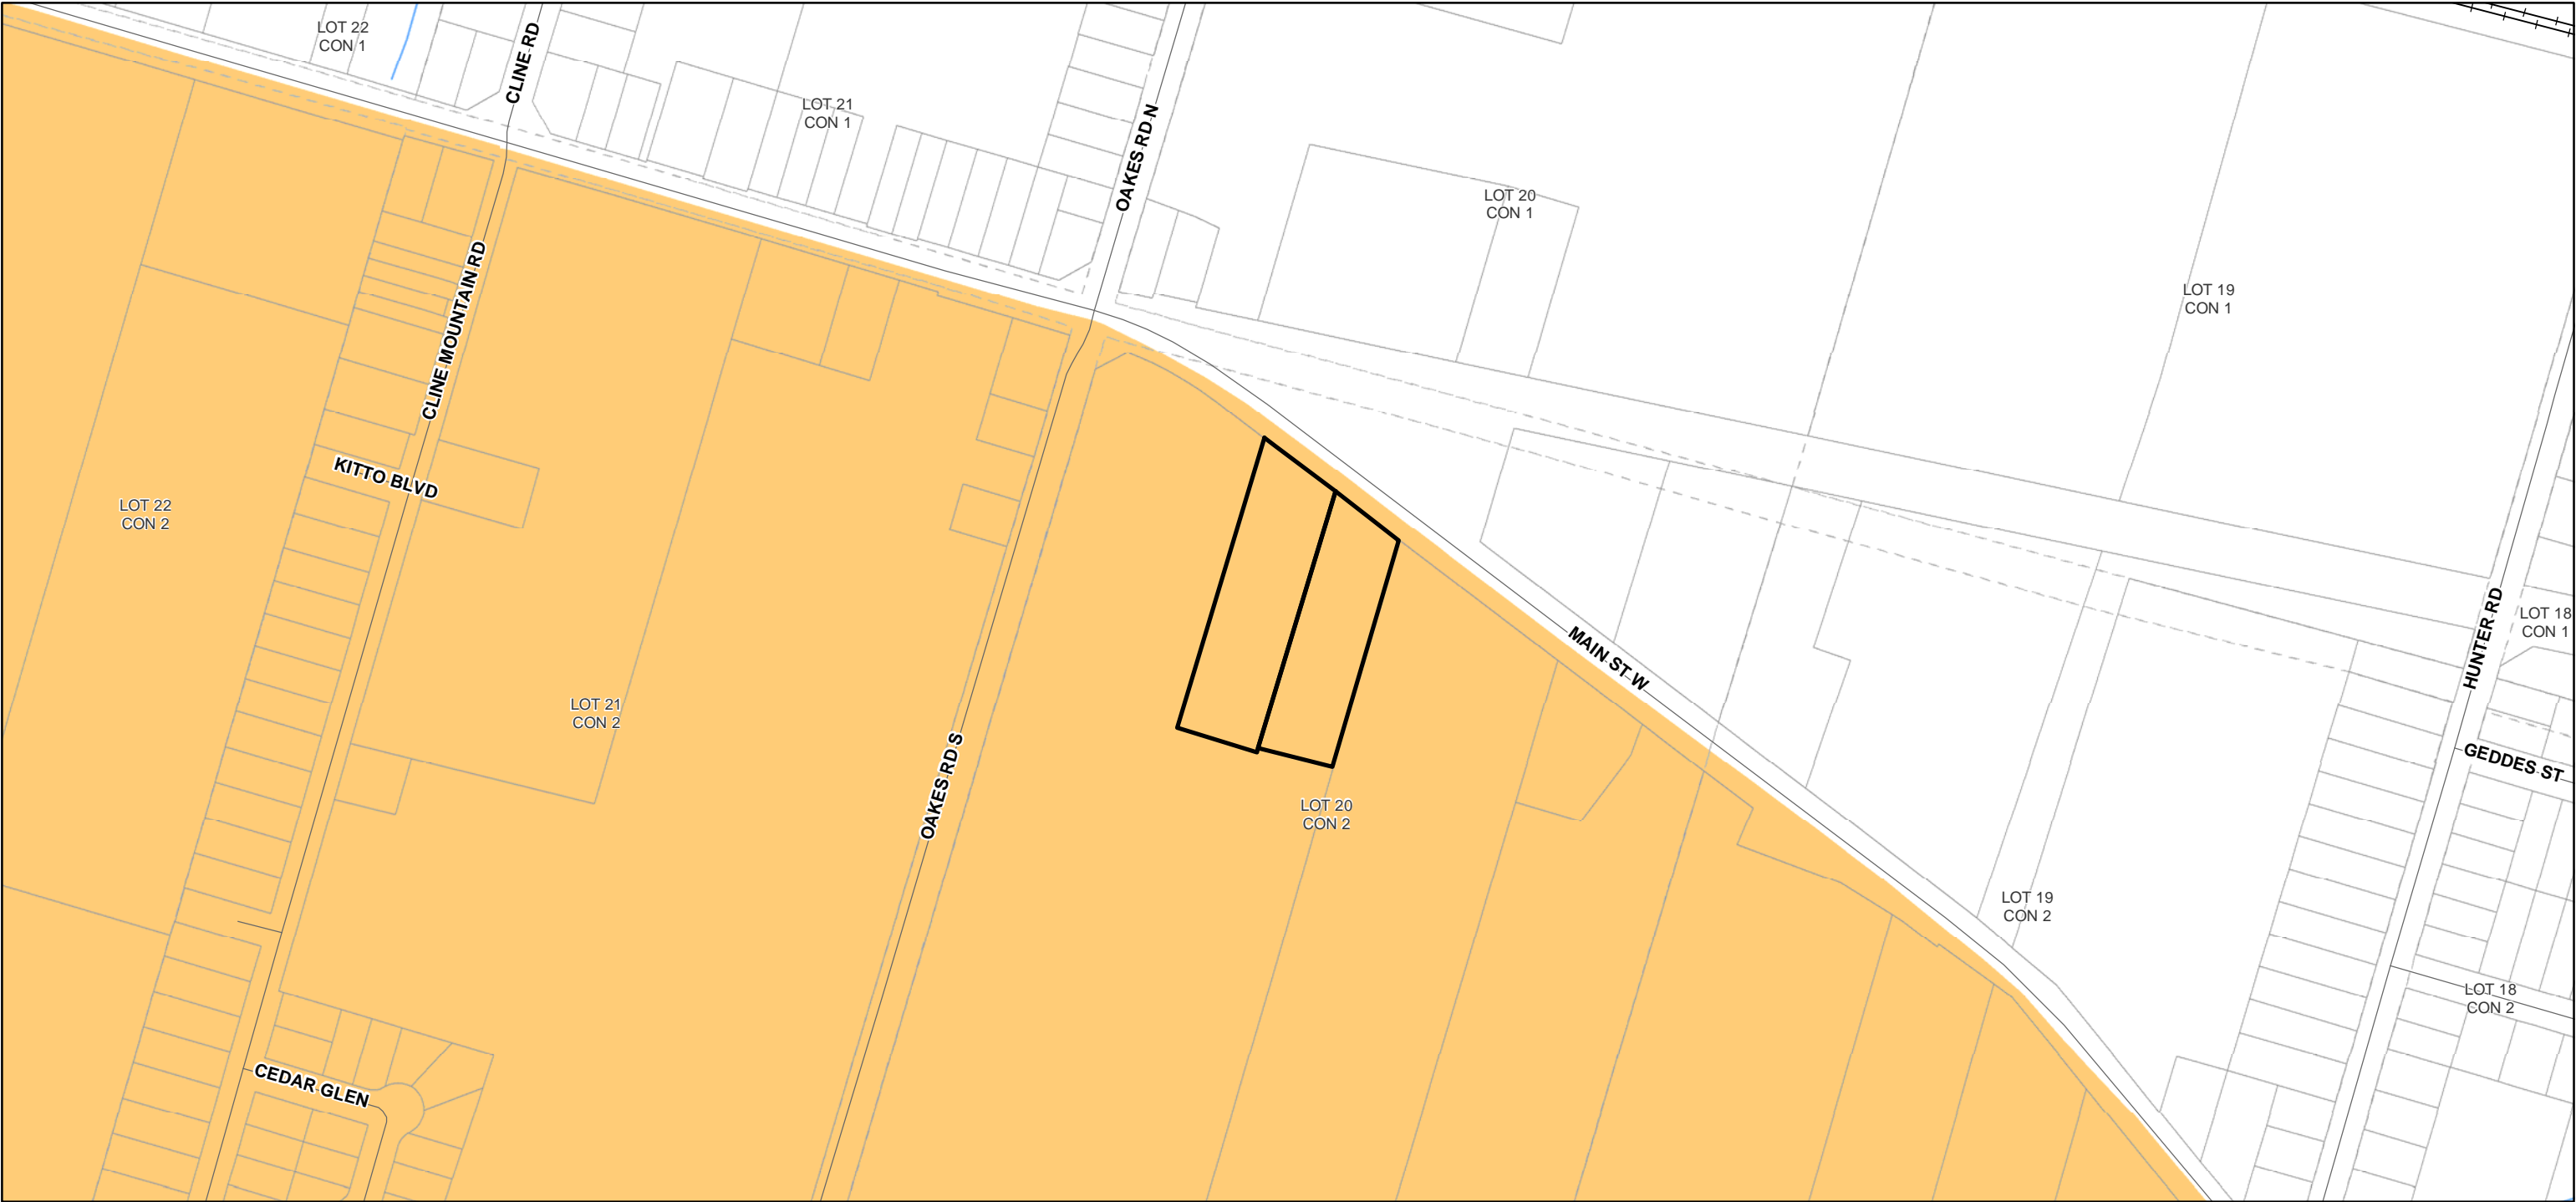 LOT 22
CON 1
CLINE RD
LOT 21
CON 1
OAKES RD N
LOT 20
CON 1
LOT 19
CON 1
CLINE MOUNTAIN RD
KITTO BLVD
LOT 22
CON 2
LOT 18
CON 1
HUNTER RD
MAIN ST W
LOT 21
CON 2
OAKES RD S
GEDDES ST
LOT 20
CON 2
LOT 19
CON 2
LOT 18
CON 2
CEDAR GLEN